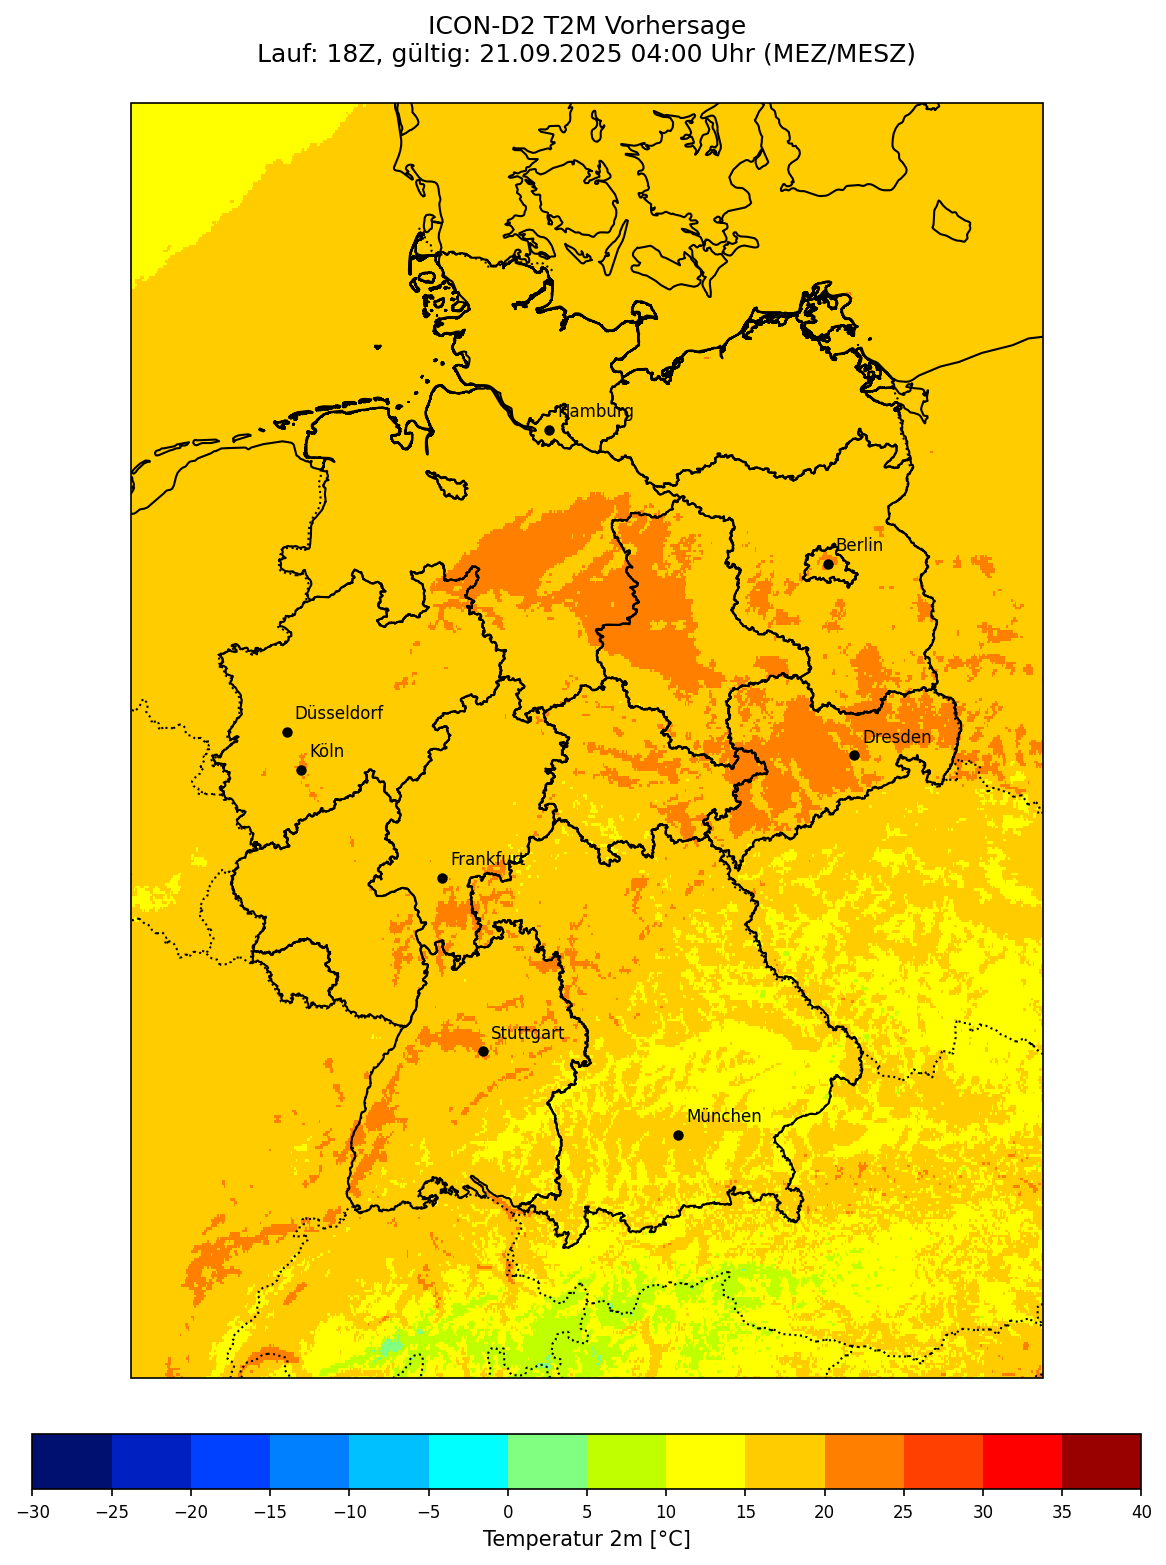 ICON-D2 T2M Vorhersage
Lauf: 18Z, gültig: 21.09.2025 04:00 Uhr (MEZ/MESZ)
Hamburg
Berlin
Düsseldorf
Dresden
Köln
Frankfurt
Stuttgart
München
−30 −25 −20 −15 −10 −5 0 5 10 15 20 25 30 35 40
Temperatur 2m [°C]